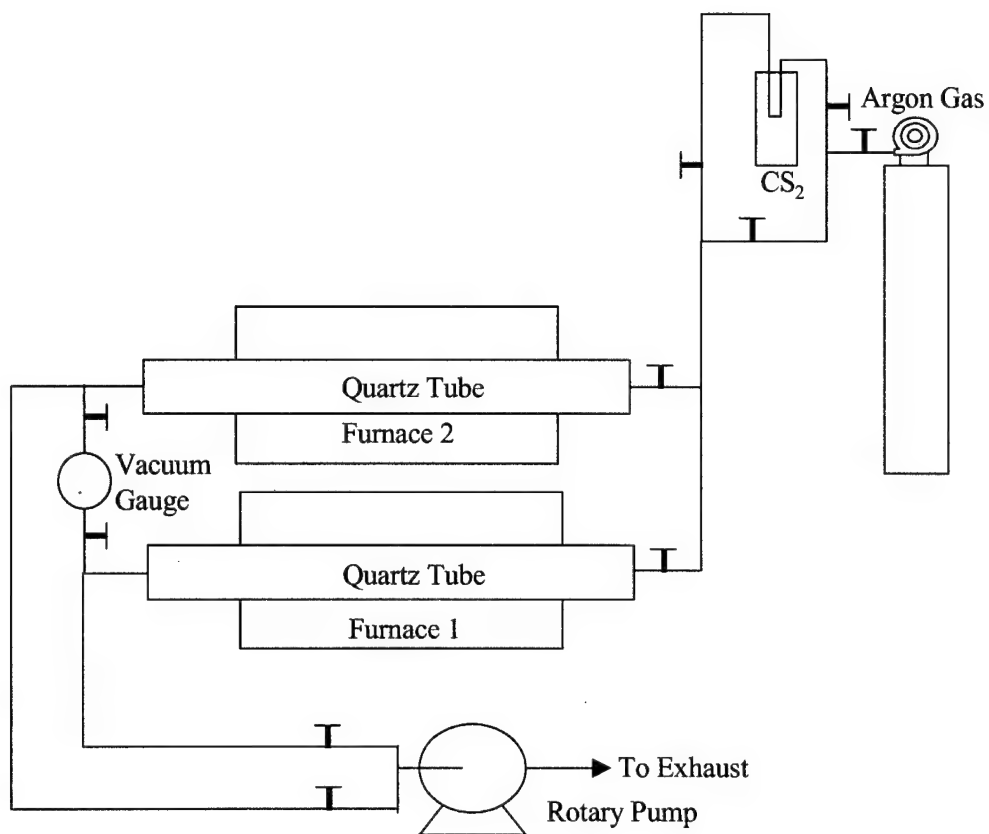 Argon Gas
CS₂
Quartz Tube
Furnace 2
Vacuum
Gauge
Quartz Tube
Furnace 1
To Exhaust
Rotary Pump